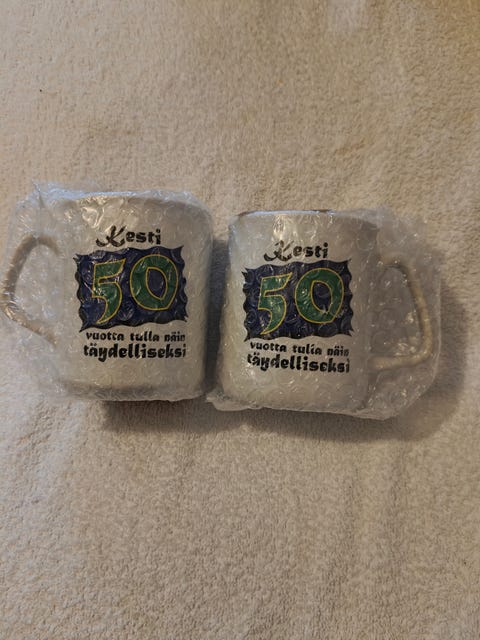 Kesti
50
vuotta tulla näin
täydelliseksi
Kesti
50
vuotta tulla näin
täydelliseksi